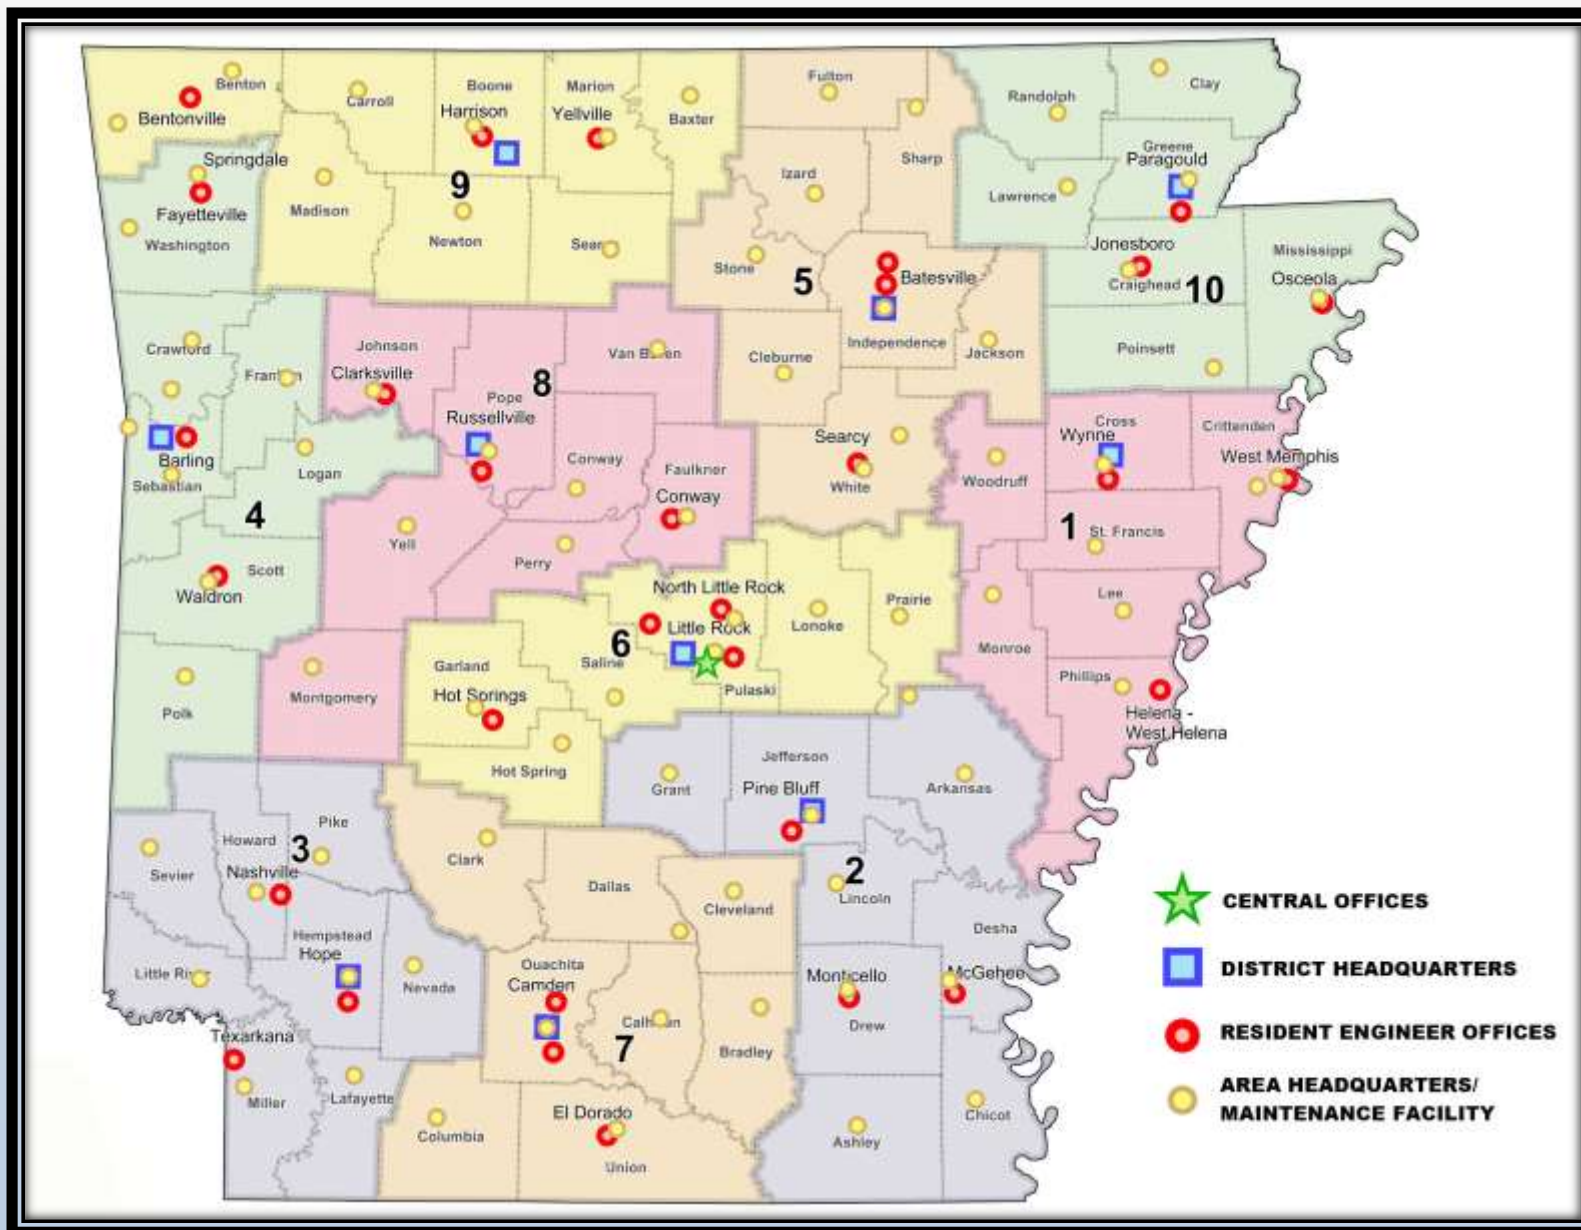 Benton
Bentonville
Carroll
Boone
Harrison
Marion
Yellville
Baxter
Fulton
Sharp
Izard
Randolph
Clay
Greene
Paragould
Lawrence
Springdale
Fayetteville
Washington
Madison
9
Newton
Stone
5
Batesville
Independence
Jackson
Cleburne
Jonesboro
Craighead
10
Mississippi
Osceola
Poinsett
Crawford
Johnson
Clarksville
Pope
8
Russellville
Conway
Faulkner
Conway
Searcy
White
Woodruff
Cross
Wynne
Crittenden
West Memphis
Barling
Sebastian
Logan
4
Scott
Waldron
Yell
Perry
1
St. Francis
Lee
Monroe
Phillips
Helena -
West Helena
North Little Rock
Little Rock
Lonoke
Prairie
6
Saline
Pulaski
Garland
Hot Springs
Hot Spring
Montgomery
Polk
Grant
Jefferson
Pine Bluff
Arkansas
Pike
Howard
3
Nashville
Sevier
Hempstead
Hope
Nevada
Texarkana
Miller
Lafayette
Clark
Dallas
Cleveland
2
Lincoln
Desha
Ouachita
Camden
7
Bradley
Monticello
Drew
McGehee
Columbia
El Dorado
Union
Ashley
Chicot
CENTRAL OFFICES
DISTRICT HEADQUARTERS
RESIDENT ENGINEER OFFICES
AREA HEADQUARTERS/
MAINTENANCE FACILITY